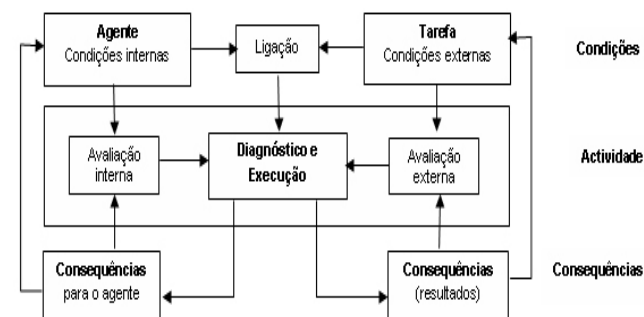 Agente
Condições internas
Ligação
Tarefa
Condições externas
Condições
Avaliação
interna
Diagnóstico e
Execução
Avaliação
externa
Actividade
Consequências
para o agente
Consequências
(resultados)
Consequências